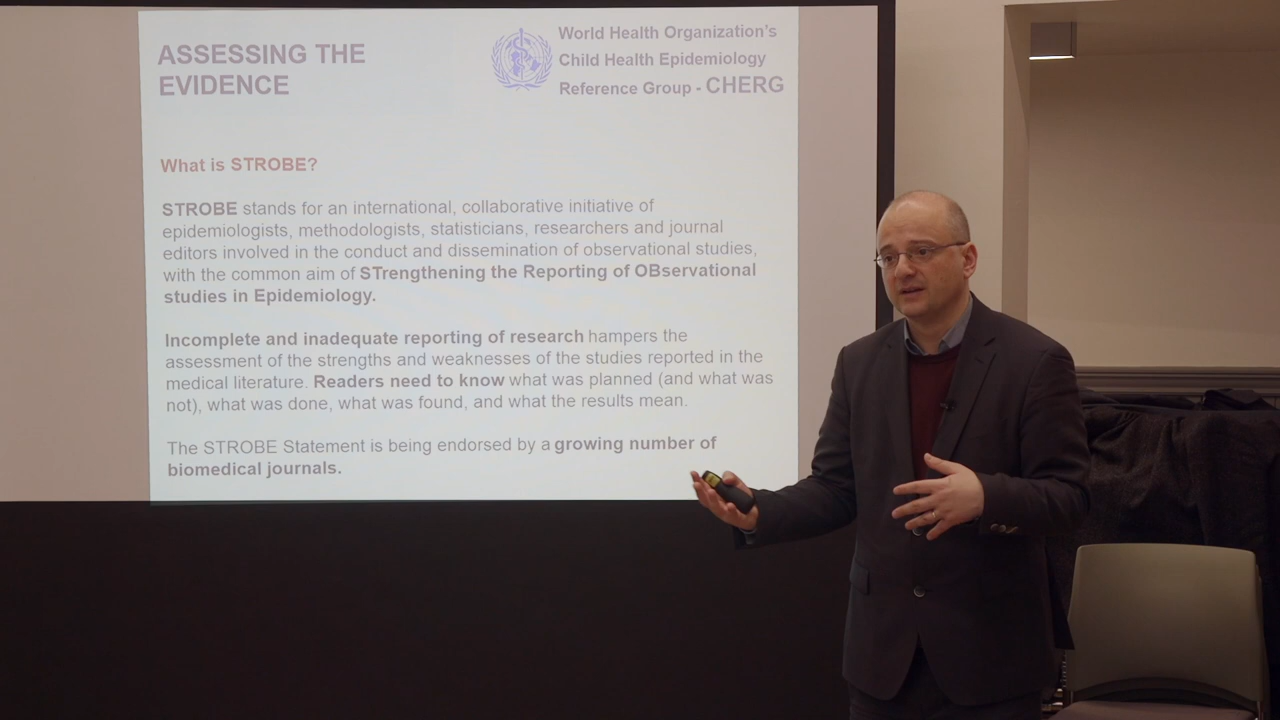 ASSESSING THE
EVIDENCE
World Health Organization's
Child Health Epidemiology
Reference Group - CHERG
What is STROBE?
STROBE stands for an international, collaborative initiative of
epidemiologists, methodologists, statisticians, researchers and journal
editors involved in the conduct and dissemination of observational studies,
with the common aim of STrengthening the Reporting of OBservational
studies in Epidemiology.
Incomplete and inadequate reporting of research hampers the
assessment of the strengths and weaknesses of the studies reported in the
medical literature. Readers need to know what was planned (and what was
not), what was done, what was found, and what the results mean.
The STROBE Statement is being endorsed by a growing number of
biomedical journals.